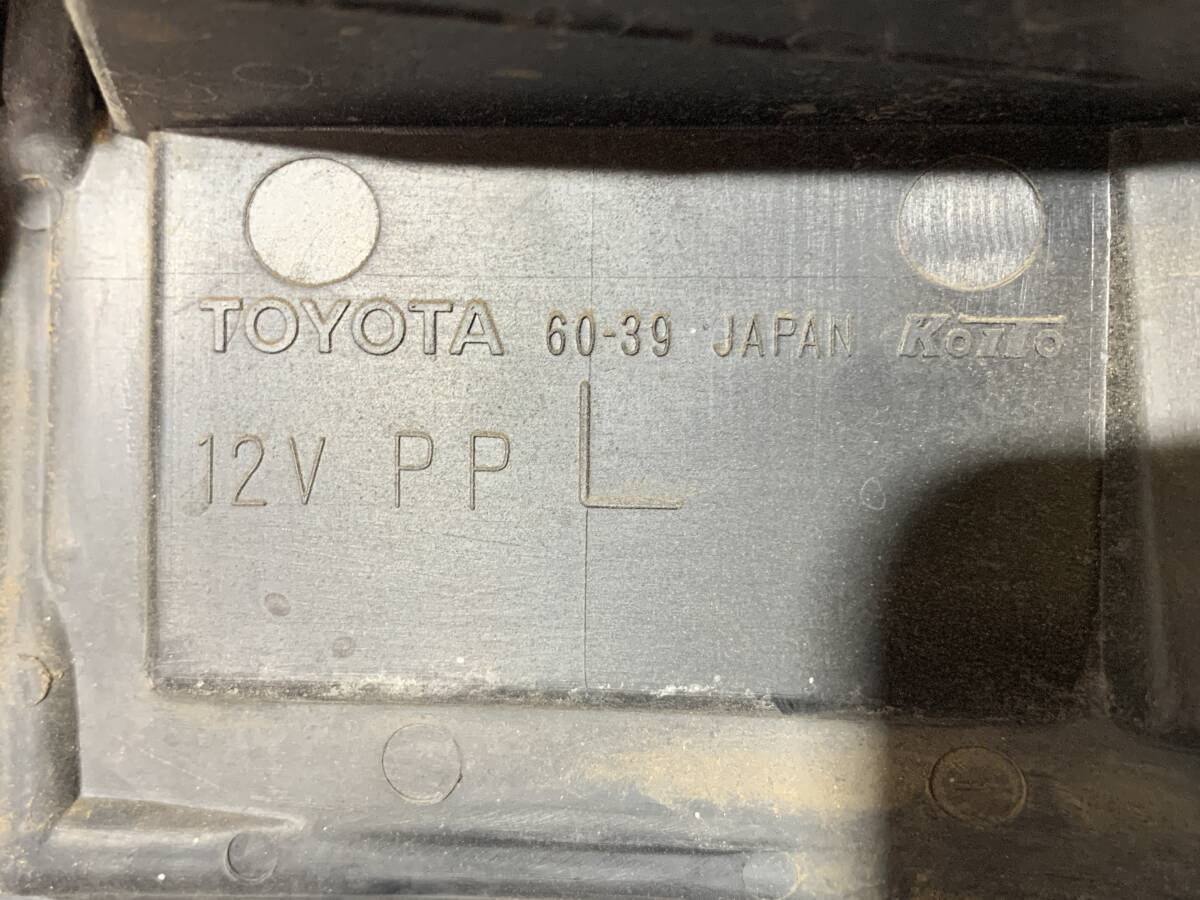 TOYOTA 60-39 JAPAN KOITO
12V PP L